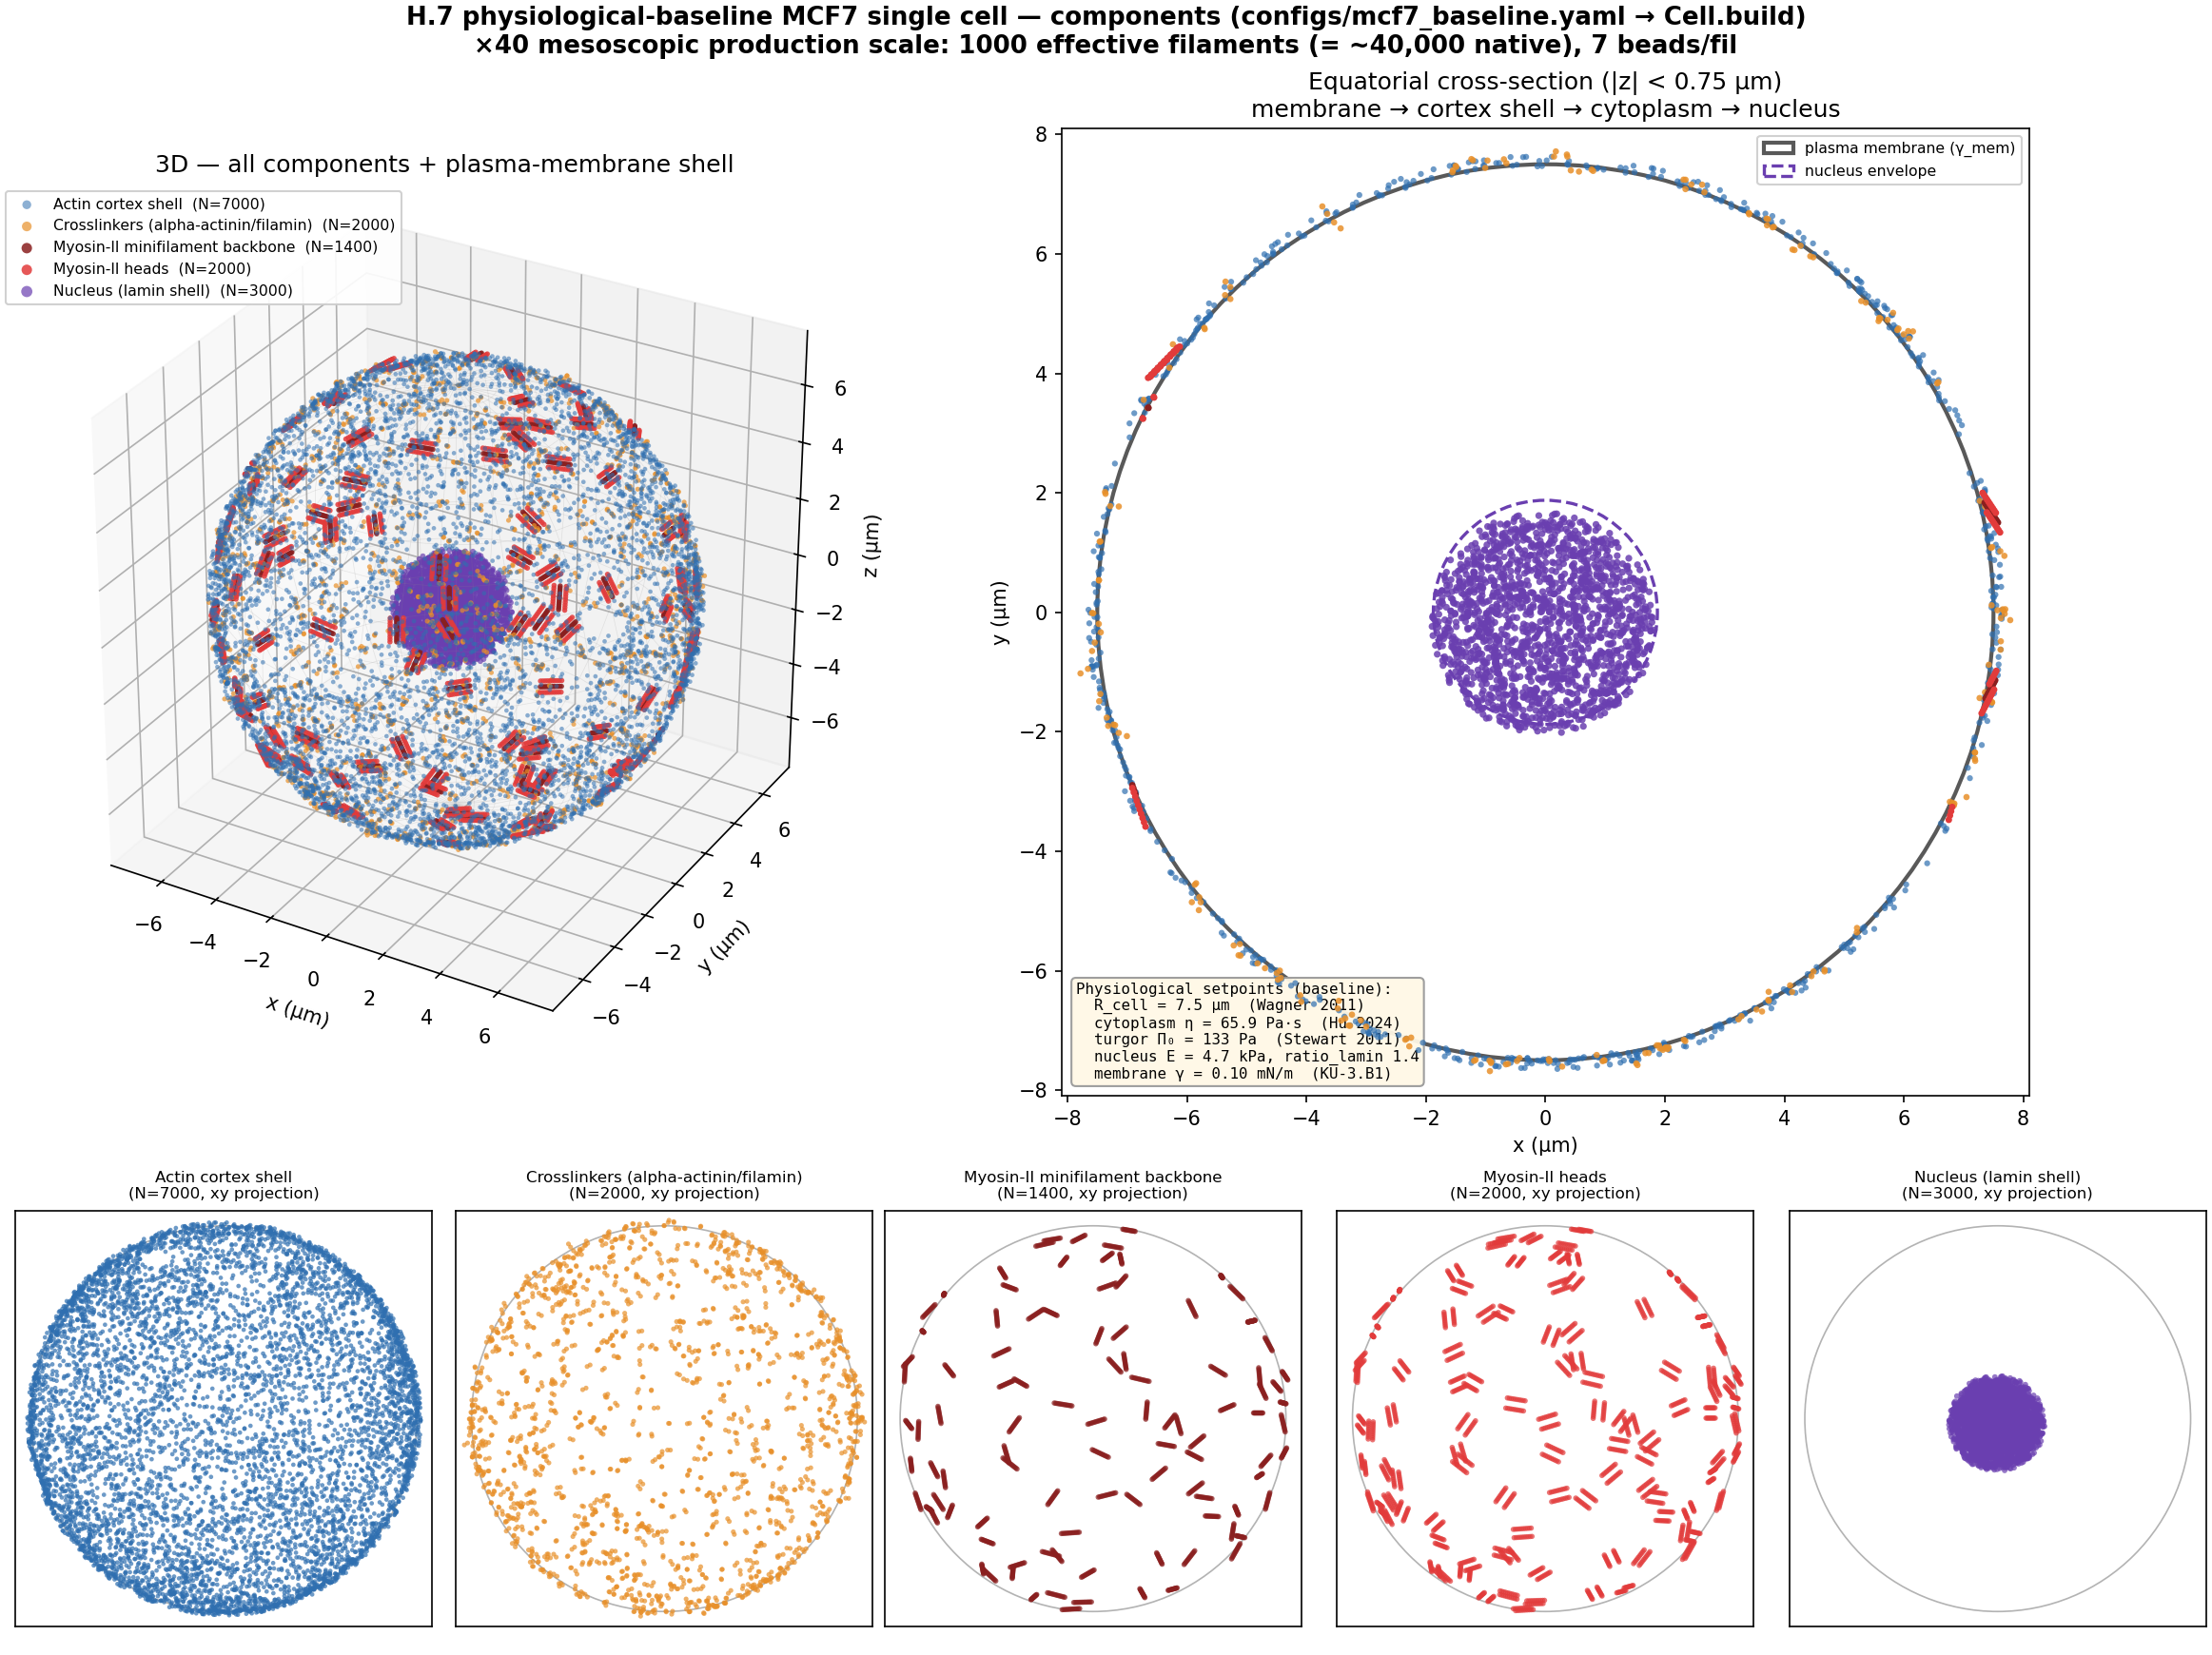 H.7 physiological-baseline MCF7 single cell — components (configs/mcf7_baseline.yaml → Cell.build)
×40 mesoscopic production scale: 1000 effective filaments (= ~40,000 native), 7 beads/fil
3D — all components + plasma-membrane shell
Actin cortex shell (N=7000)
Crosslinkers (alpha-actinin/filamin) (N=2000)
Myosin-II minifilament backbone (N=1400)
Myosin-II heads (N=2000)
Nucleus (lamin shell) (N=3000)
6
4
2
0
−2
−4
−6
z (μm)
6
4
2
0
−2
−4
−6
y (μm)
−6
−4
−2
0
2
4
6
x (μm)
Equatorial cross-section (|z| < 0.75 μm)
membrane → cortex shell → cytoplasm → nucleus
plasma membrane (γ_mem)
nucleus envelope
8
6
4
2
0
−2
−4
−6
−8
y (μm)
Physiological setpoints (baseline):
R_cell = 7.5 μm (Wagner 2011)
cytoplasm η = 65.9 Pa·s (Hu 2024)
turgor Π₀ = 133 Pa (Stewart 2011)
nucleus E = 4.7 kPa, ratio_lamin 1.4
membrane γ = 0.10 mN/m (KU-3.B1)
−8
−6
−4
−2
0
2
4
6
8
x (μm)
Actin cortex shell
(N=7000, xy projection)
Crosslinkers (alpha-actinin/filamin)
(N=2000, xy projection)
Myosin-II minifilament backbone
(N=1400, xy projection)
Myosin-II heads
(N=2000, xy projection)
Nucleus (lamin shell)
(N=3000, xy projection)